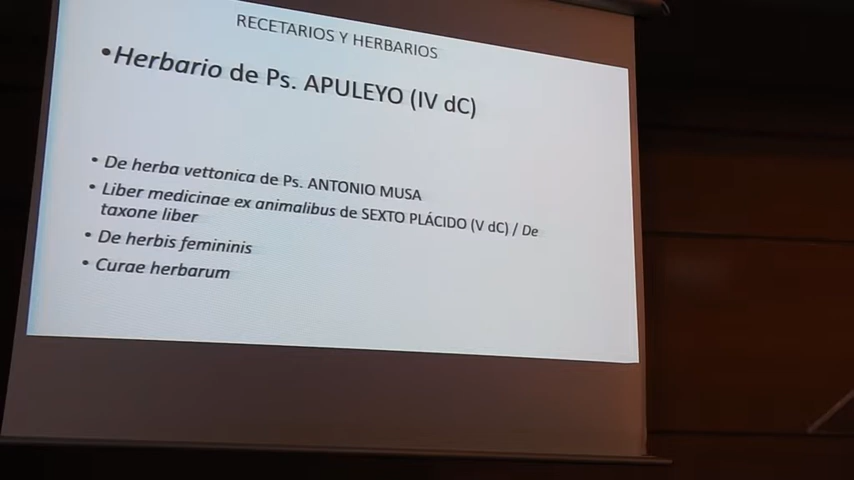 RECETARIOS Y HERBARIOS
•Herbario de Ps. APULEYO (IV dC)
• De herba vettonica de Ps. ANTONIO MUSA
• Liber medicinae ex animalibus de SEXTO PLÁCIDO (V dC) / De
taxone liber
• De herbis femininis
• Curae herbarum